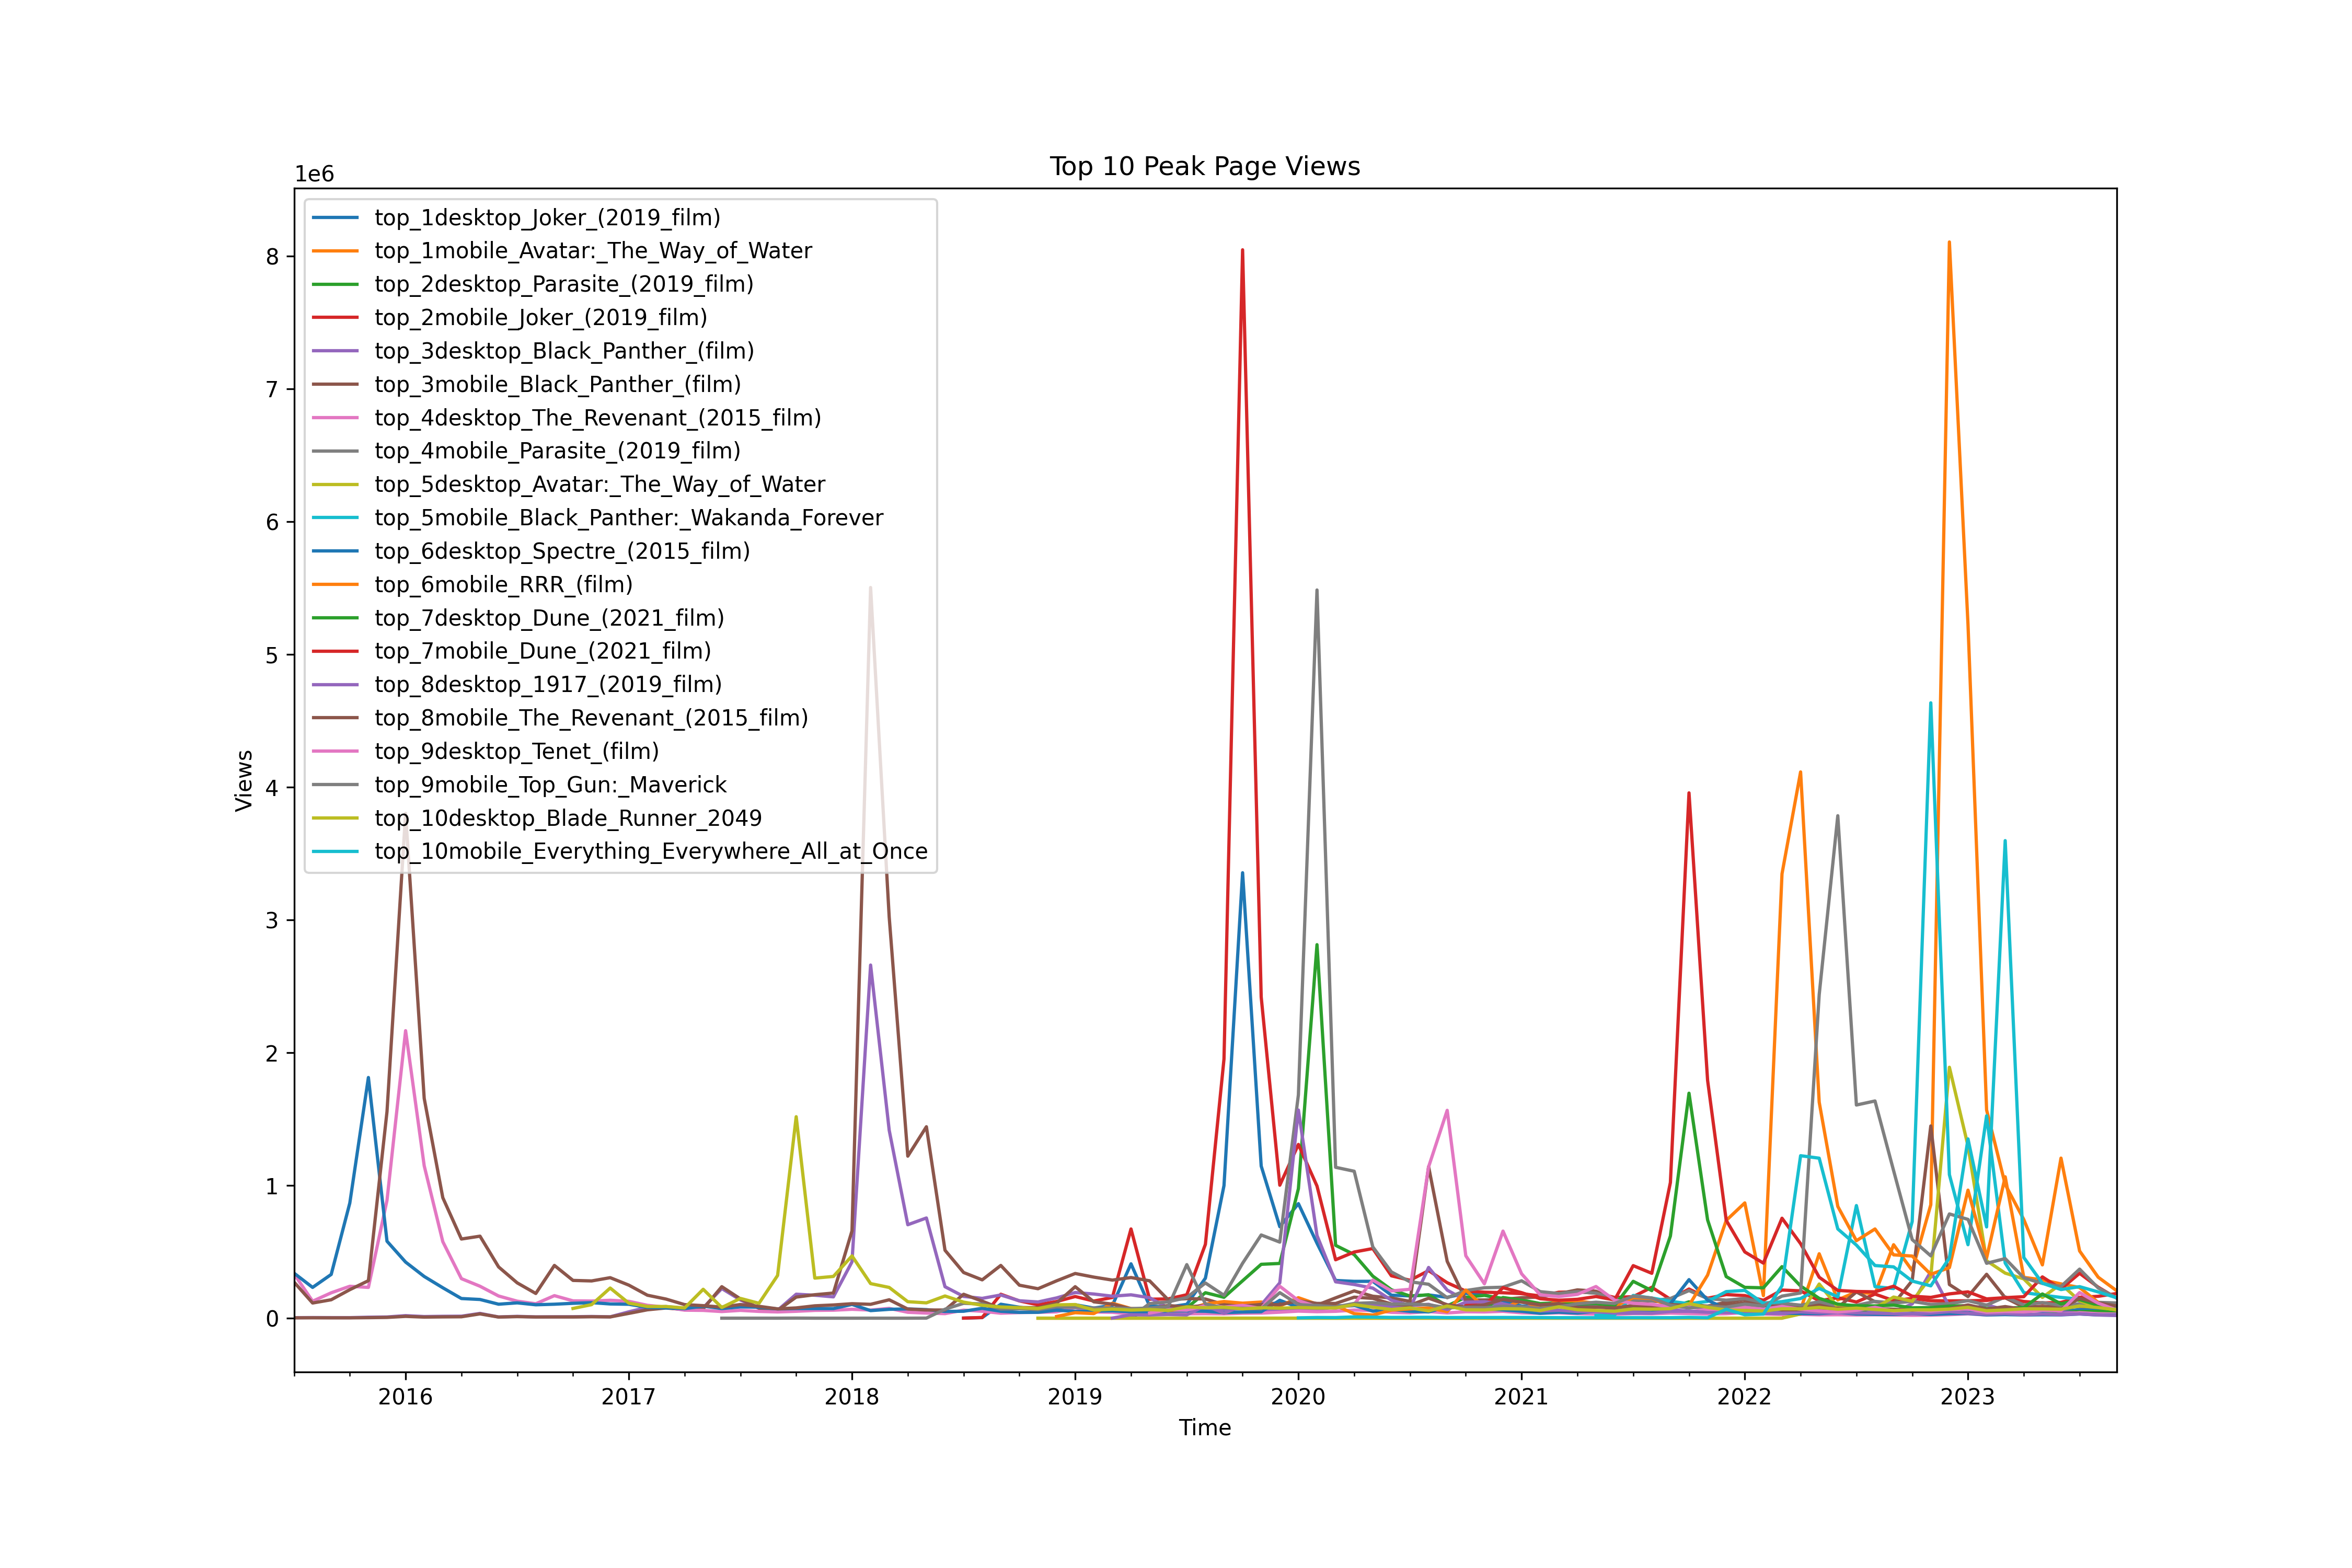 Top 10 Peak Page Views
1e6
top_1desktop_Joker_(2019_film)
top_1mobile_Avatar:_The_Way_of_Water
top_2desktop_Parasite_(2019_film)
top_2mobile_Joker_(2019_film)
top_3desktop_Black_Panther_(film)
top_3mobile_Black_Panther_(film)
top_4desktop_The_Revenant_(2015_film)
top_4mobile_Parasite_(2019_film)
top_5desktop_Avatar:_The_Way_of_Water
top_5mobile_Black_Panther:_Wakanda_Forever
top_6desktop_Spectre_(2015_film)
top_6mobile_RRR_(film)
top_7desktop_Dune_(2021_film)
top_7mobile_Dune_(2021_film)
top_8desktop_1917_(2019_film)
top_8mobile_The_Revenant_(2015_film)
top_9desktop_Tenet_(film)
top_9mobile_Top_Gun:_Maverick
top_10desktop_Blade_Runner_2049
top_10mobile_Everything_Everywhere_All_at_Once
8
7
6
5
4
3
2
1
0
Views
2016 2017 2018 2019 2020 2021 2022 2023
Time